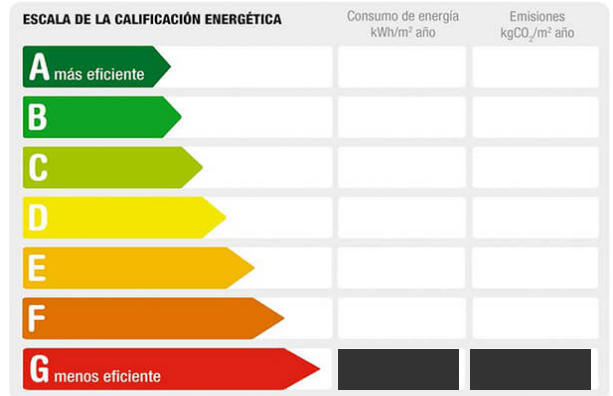 ESCALA DE LA CALIFICACIÓN ENERGÉTICA
Consumo de energía
kWh/m² año
Emisiones
kgCO₂/m² año
A más eficiente
B
C
D
E
F
G menos eficiente